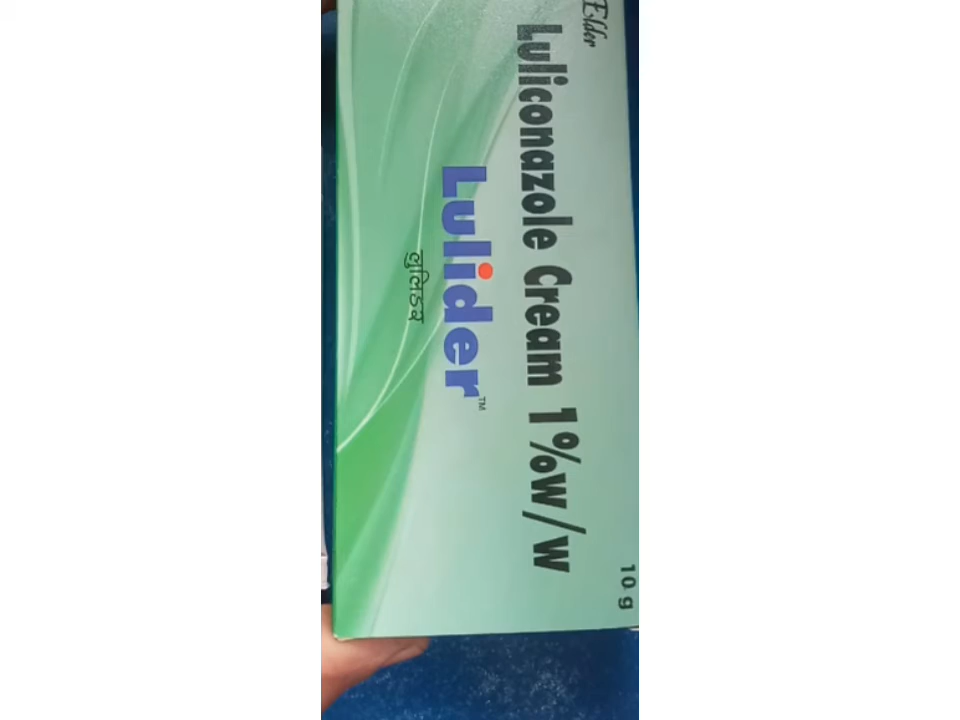 Elder
10 g
Luliconazole Cream 1%w/w
Lulider™
लुलिडर